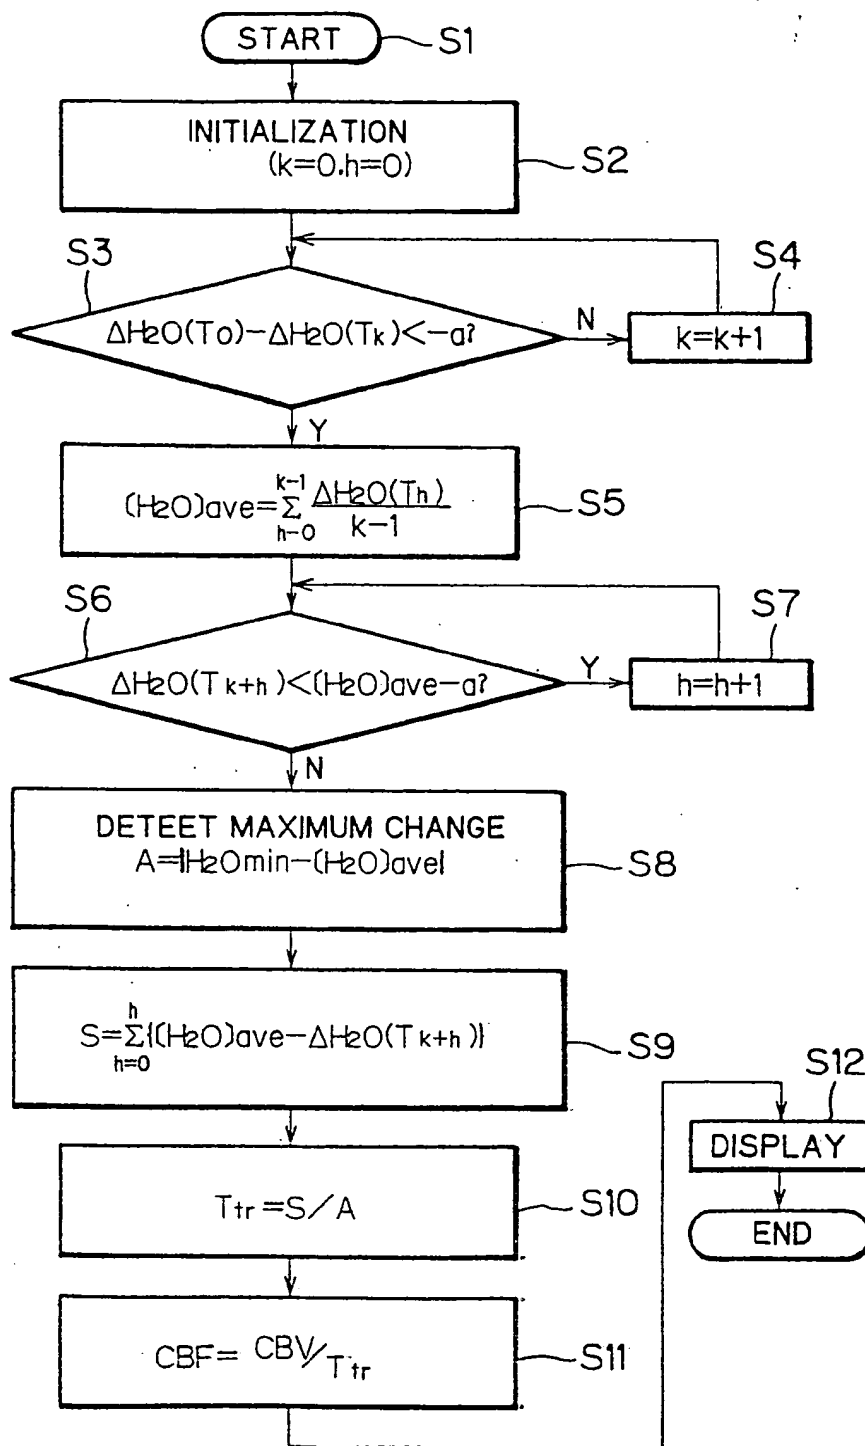 START
S1
INITIALIZATION
(k=0.h=0)
S2
S3
ΔH2O(T0)-ΔH2O(Tk)<-a?
N
S4
k=k+1
Y
(H2O)ave=
k-1
Σ
h-0
ΔH2O(Th)
k-1
S5
S6
ΔH2O(Tk+h)<(H2O)ave-a?
Y
S7
h=h+1
N
DETEET MAXIMUM CHANGE
A=|H2Omin-(H2O)ave|
S8
h
S=Σ{(H2O)ave-ΔH2O(Tk+h)}
h=0
S9
Ttr=S/A
S10
CBF= CBV/Ttr
S11
S12
DISPLAY
END